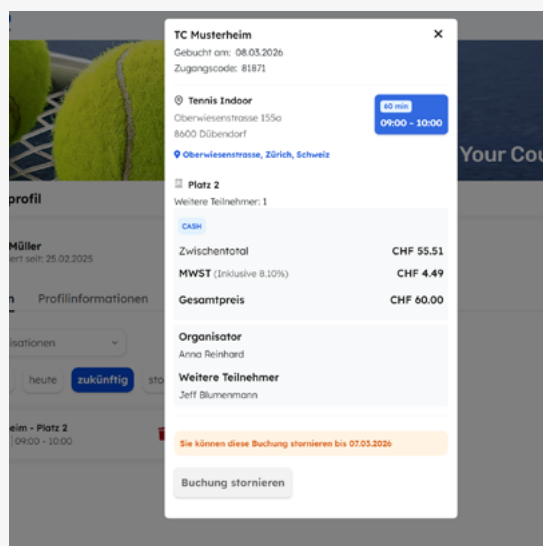 TC Musterheim
Gebucht am: 08.03.2026
Zugangscode: 81871
Tennis Indoor
60 min
Oberwiesenstrasse 155a
09:00 - 10:00
8600 Dübendorf
Oberwiesenstrasse, Zürich, Schweiz
Your Cou
Platz 2
profil
Weitere Teilnehmer: 1
CASH
Müller
Zwischentotal CHF 55.51
ert seit: 25.02.2025
MWST (Inklusive 8.10%) CHF 4.49
n Profilinformationen
Gesamtpreis CHF 60.00
Organisator
isationen
Anna Reinhard
Weitere Teilnehmer
heute zukünftig sto
Jeff Blumenmann
eim - Platz 2
09:00 - 10:00
Sie können diese Buchung stornieren bis 07.03.2026
Buchung stornieren